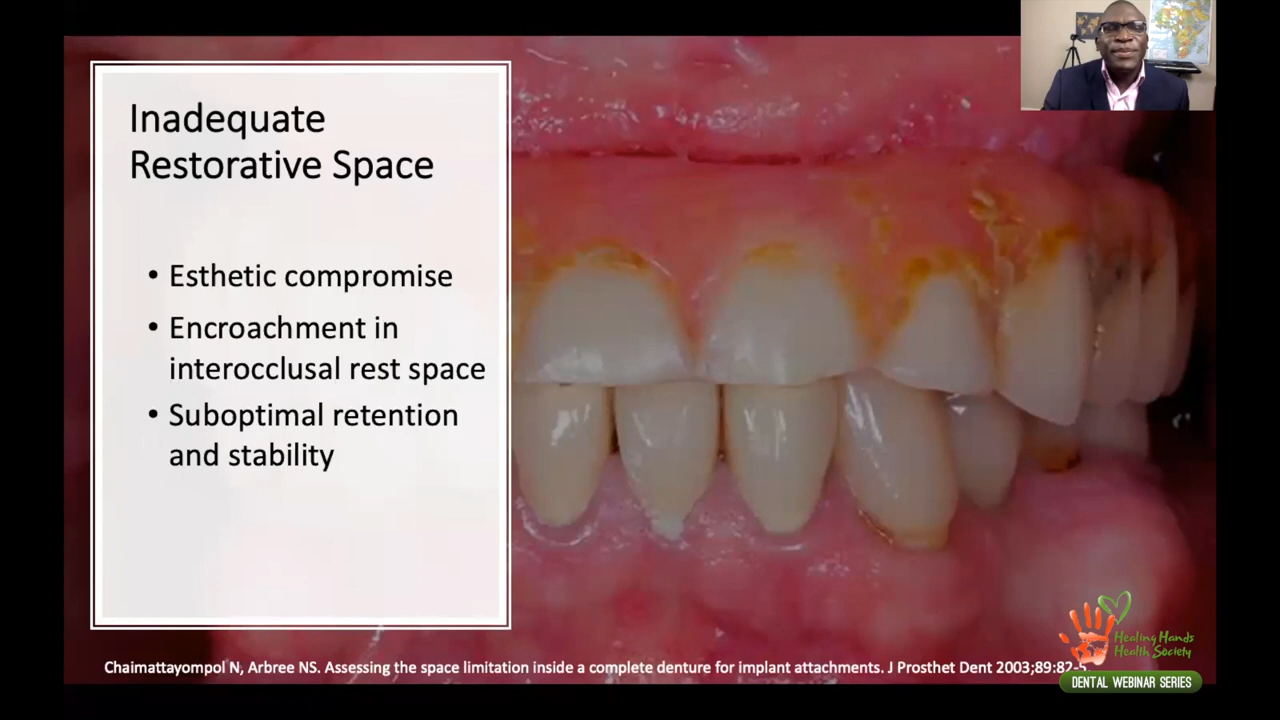 Inadequate
Restorative Space
• Esthetic compromise
• Encroachment in
interocclusal rest space
• Suboptimal retention
and stability
Chaimattayompol N, Arbree NS. Assessing the space limitation inside a complete denture for implant attachments. J Prosthet Dent 2003;89:82-5.
Healing Hands
Health Society
DENTAL WEBINAR SERIES